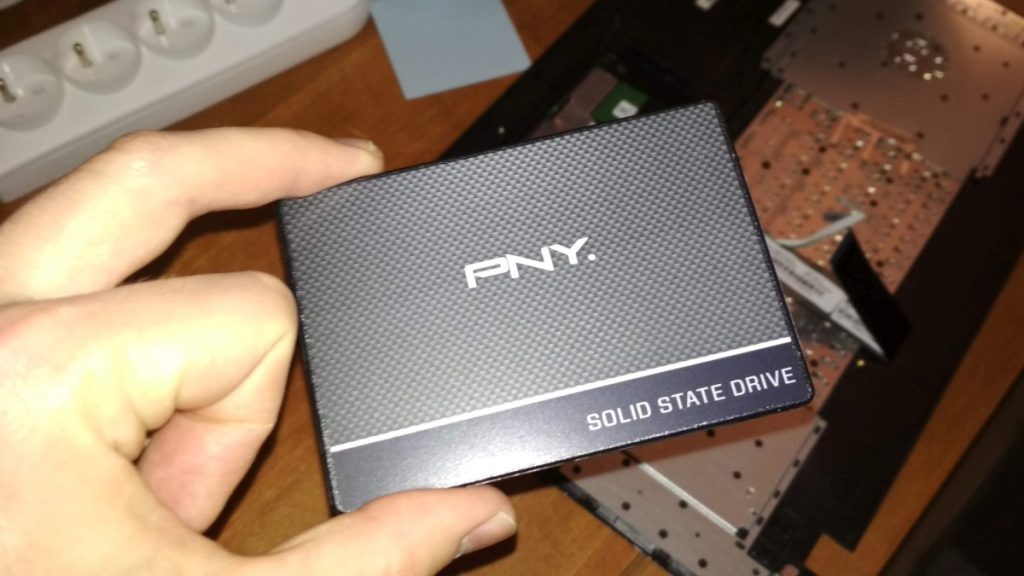 PNY.
SOLID STATE DRIVE